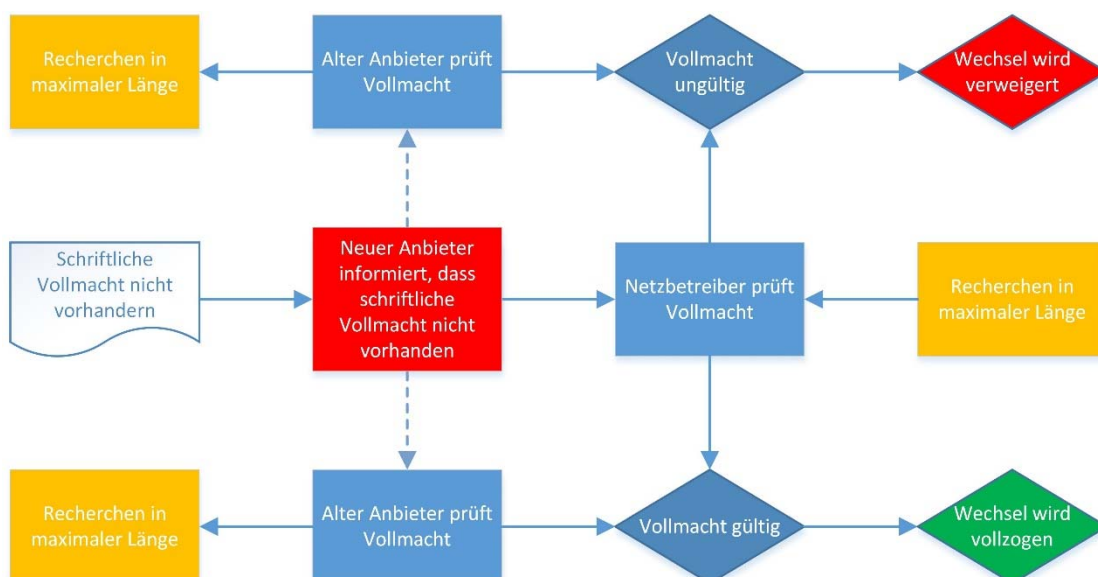 Recherchen in
maximaler Länge
Alter Anbieter prüft
Vollmacht
Vollmacht
ungültig
Wechsel wird
verweigert
Schriftliche
Vollmacht nicht
vorhandern
Neuer Anbieter
informiert, dass
schriftliche
Vollmacht nicht
vorhanden
Netzbetreiber prüft
Vollmacht
Recherchen in
maximaler Länge
Recherchen in
maximaler Länge
Alter Anbieter prüft
Vollmacht
Vollmacht gültig
Wechsel wird
vollzogen